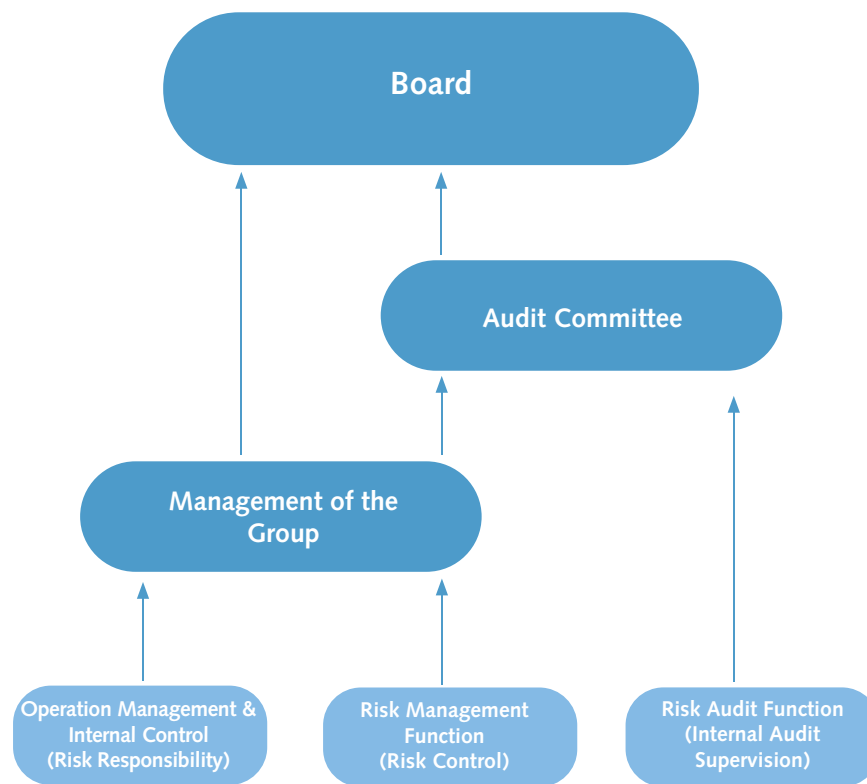 Board
Audit Committee
Management of the
Group
Operation Management &
Internal Control
(Risk Responsibility)
Risk Management
Function
(Risk Control)
Risk Audit Function
(Internal Audit
Supervision)